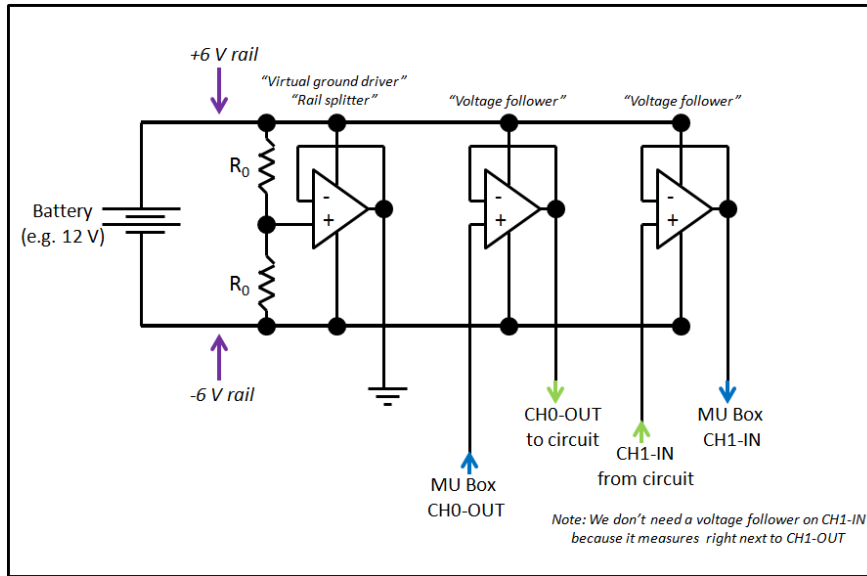 +6 V rail
"Virtual ground driver"
"Rail splitter"
"Voltage follower"
"Voltage follower"
R0
-
+
-
+
-
+
Battery
(e.g. 12 V)
R0
-6 V rail
CH0-OUT
to circuit
CH1-IN
from circuit
MU Box
CH1-IN
MU Box
CH0-OUT
Note: We don't need a voltage follower on CH1-IN
because it measures right next to CH1-OUT